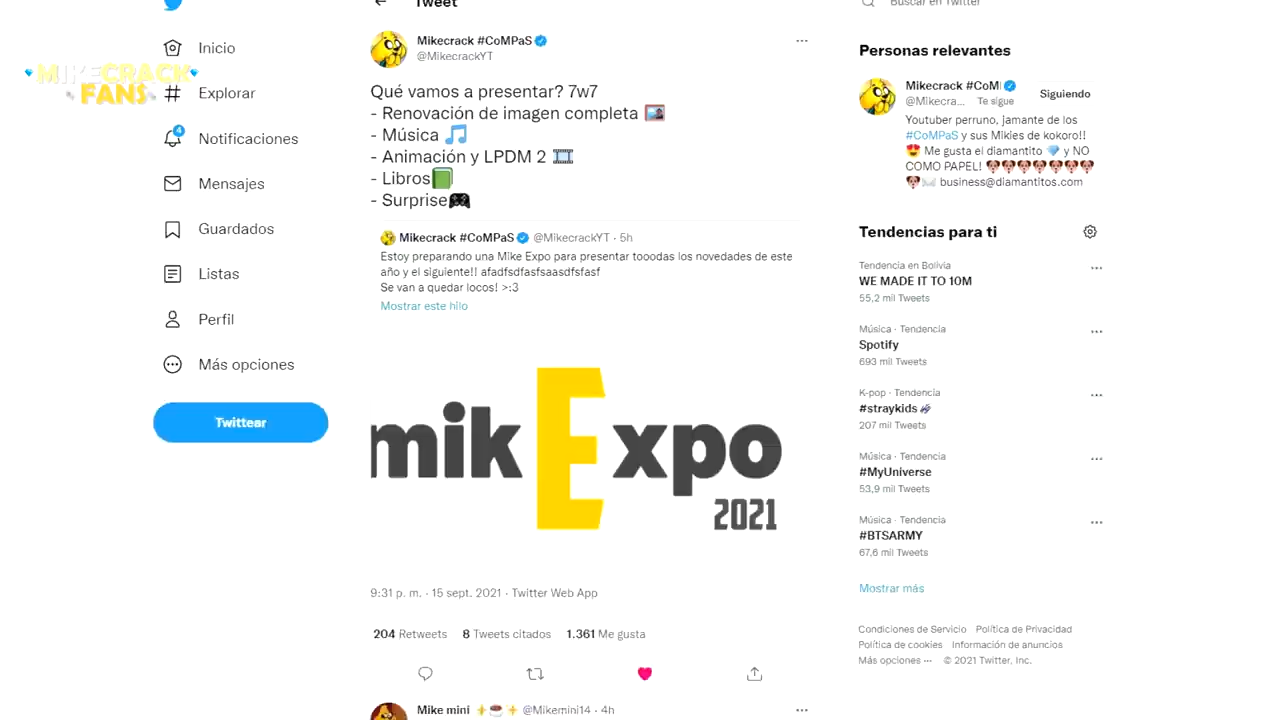 Tweet
Buscar en Twitter
MIKECRACK
FANS
Inicio
Explorar
4
Notificaciones
Mensajes
Guardados
Listas
Perfil
Más opciones
Twittear
Mikecrack #CoMPaS
@MikecrackYT
Qué vamos a presentar? 7w7
- Renovación de imagen completa 🖼️
- Música 🎵
- Animación y LPDM 2 🎞️
- Libros📗
- Surprise🎮
Mikecrack #CoMPaS @MikecrackYT · 5h
Estoy preparando una Mike Expo para presentar tooodas los novedades de este
año y el siguiente!! afadfsdfasfsaasdfsfasf
Se van a quedar locos! >:3
Mostrar este hilo
mikExpo
2021
9:31 p. m. · 15 sept. 2021 · Twitter Web App
204 Retweets 8 Tweets citados 1.361 Me gusta
Mike mini ✨☕✨ @Mikemini14 · 4h
Personas relevantes
Mikecrack #CoM
@Mikecra... Te sigue
Siguiendo
Youtuber perruno, jamante de los
#CoMPaS y sus Mikies de kokoro!!
😍 Me gusta el diamantito 💎 y NO
COMO PAPEL! 🐶🐶🐶🐶🐶🐶🐶
🐶✉️ business@diamantitos.com
Tendencias para ti
Tendencia en Bolivia
WE MADE IT TO 10M
55,2 mil Tweets
Música · Tendencia
Spotify
693 mil Tweets
K-pop · Tendencia
#straykids
207 mil Tweets
Música · Tendencia
#MyUniverse
53,9 mil Tweets
Música · Tendencia
#BTSARMY
67,6 mil Tweets
Mostrar más
Condiciones de Servicio Política de Privacidad
Política de cookies Información de anuncios
Más opciones ··· © 2021 Twitter, Inc.